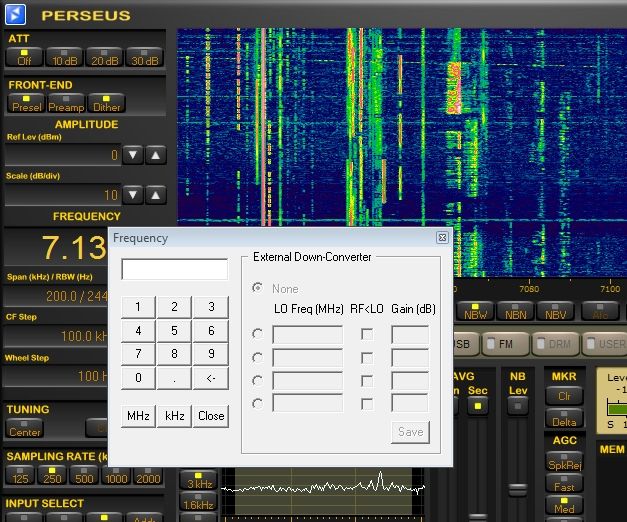 PERSEUS
ATT
Off 10 dB 20 dB 30 dB
FRONT-END
Presel Preamp Dither
AMPLITUDE
Ref Lev (dBm)
0
Scale (dB/div)
10
FREQUENCY
7.13
Span (kHz) / RBW (Hz)
200.0 / 244
CF Step
100.0 k
Wheel Step
100
TUNING
Center
SAMPLING RATE (k
125 250 500 1000 2000
INPUT SELECT
Frequency
External Down-Converter
None
LO Freq (MHz) RF<LO Gain (dB)
1 2 3
4 5 6
7 8 9
0 . <-
MHz kHz Close
Save
7080 7100
NBW NBN NBV Afo
SB FM DRM USER
AVG
Sec
NB
Lev
MKR
Clr
Delta
AGC
SpkRej
Fast
Med
Leve
-1
S 1
MEM
3 kHz
1.6kHz